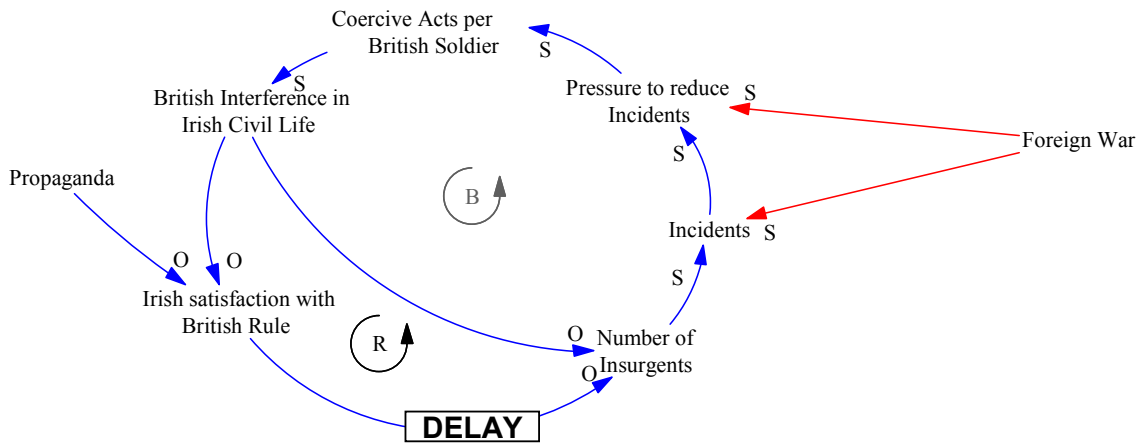 Coercive Acts per
British Soldier
S
S
British Interference in
Irish Civil Life
Pressure to reduce
Incidents
S
S
Foreign War
Propaganda
B
Incidents
S
O
O
S
Irish satisfaction with
British Rule
R
O
Number of
Insurgents
O
DELAY